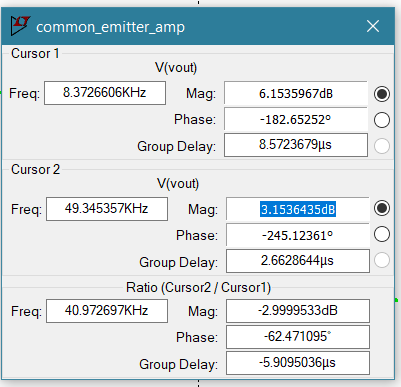 common_emitter_amp
Cursor 1
V(vout)
Freq: 8.3726606KHz Mag: 6.1535967dB
Phase: -182.65252º
Group Delay: 8.5723679µs
Cursor 2
V(vout)
Freq: 49.345357KHz Mag: 3.1536435dB
Phase: -245.12361º
Group Delay: 2.6628644µs
Ratio (Cursor2 / Cursor1)
Freq: 40.972697KHz Mag: -2.9999533dB
Phase: -62.471095°
Group Delay: -5.9095036µs